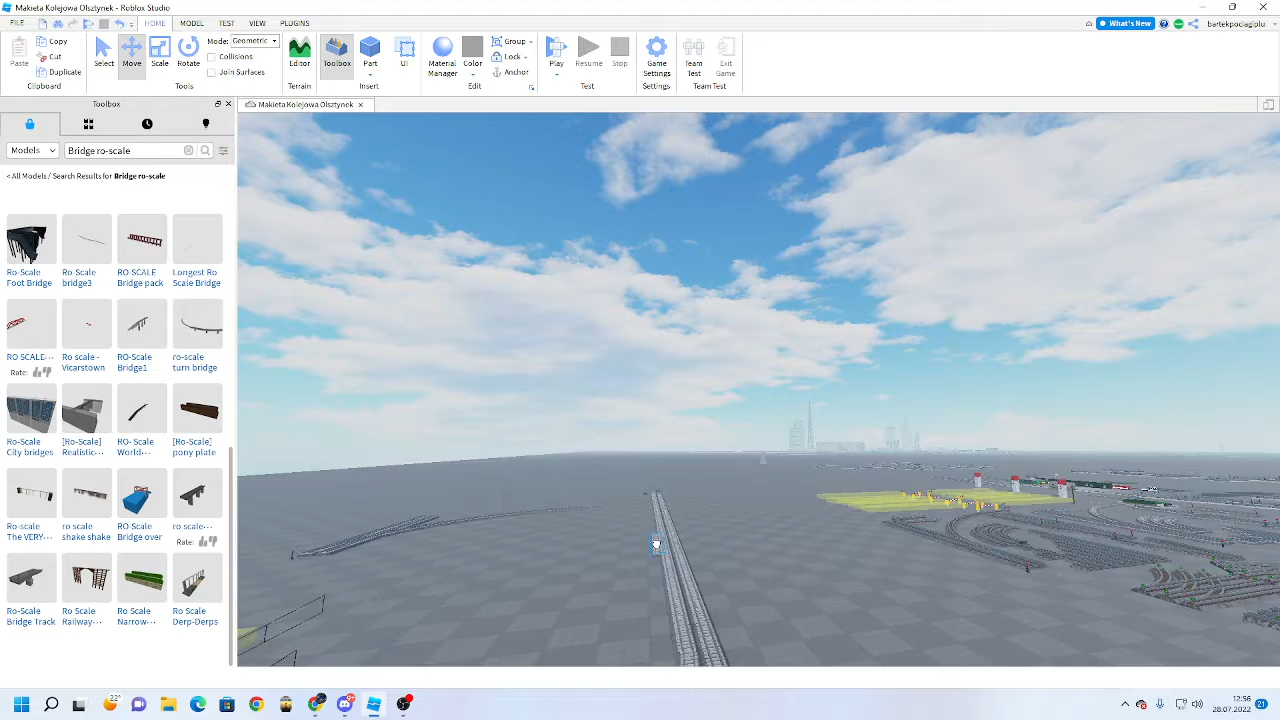 Makieta Kolejowa Olsztynek - Roblox Studio
FILE
HOME MODEL TEST VIEW PLUGINS
What's New
bartekpociagiplu
Paste
Copy
Cut
Duplicate
Clipboard
Select Move Scale Rotate
Mode: Geometric
Collisions
Join Surfaces
Tools
Editor
Terrain
Toolbox Part UI
Insert
Material Manager
Color
Group
Lock
Anchor
Edit
Play Resume Stop
Test
Game Settings
Settings
Team Test
Exit Game
Team Test
Toolbox
Makieta Kolejowa Olsztynek
Models
Bridge ro-scale
< All Models / Search Results for Bridge ro-scale
Ro-Scale Foot Bridge
Ro-Scale bridge3
RO-SCALE Bridge pack
Longest Ro Scale Bridge
RO SCALE···
Rate:
Ro scale - Vicarstown
RO-Scale Bridge1
ro-scale turn bridge
Ro-Scale City bridges
[Ro-Scale] Realistic···
RO- Scale World···
[Ro-Scale] pony plate
Ro-scale The VERY···
ro scale shake shake
RO-Scale Bridge over
ro scale···
Rate:
Ro-Scale Bridge Track
Ro Scale Railway···
Ro Scale Narrow···
Ro Scale Derp-Derps
22°
9+
12:56
28.07.2022
21